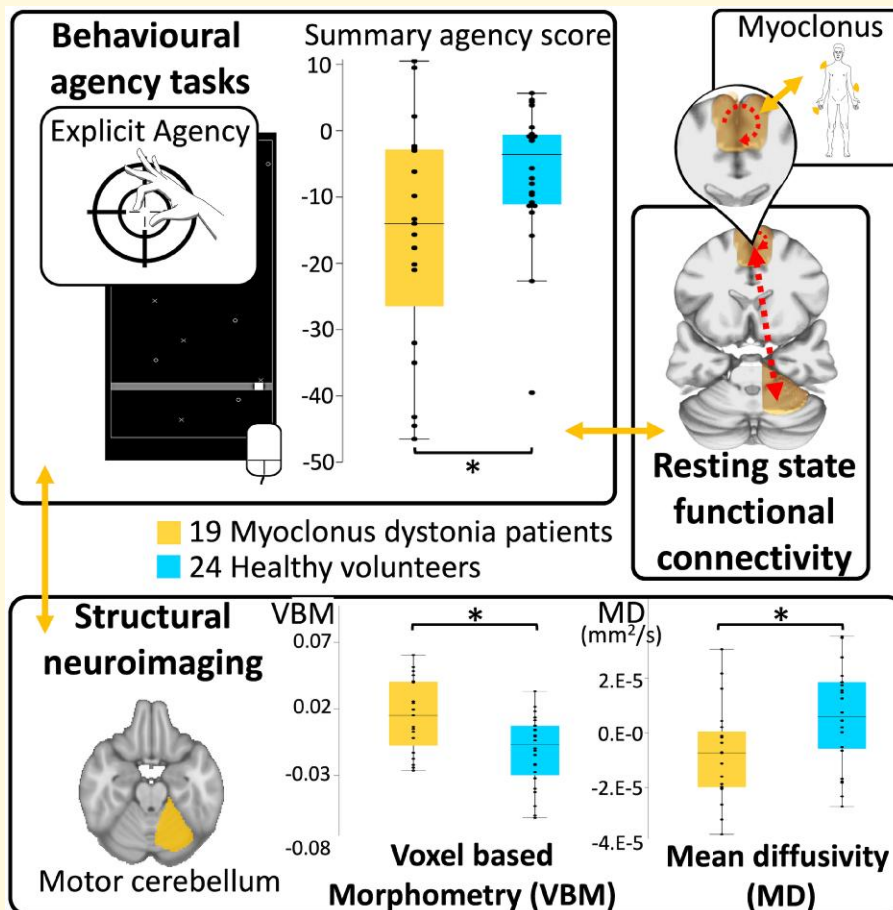 Behavioural
agency tasks
Explicit Agency
Summary agency score
10
0
-10
-20
-30
-40
-50
*
Myoclonus
Resting state
functional
connectivity
19 Myoclonus dystonia patients
24 Healthy volunteers
Structural
neuroimaging
Motor cerebellum
VBM
0.07
0.02
-0.03
-0.08
*
Voxel based
Morphometry (VBM)
MD
(mm²/s)
2.E-5
0.E-0
-2.E-5
-4.E-5
*
Mean diffusivity
(MD)